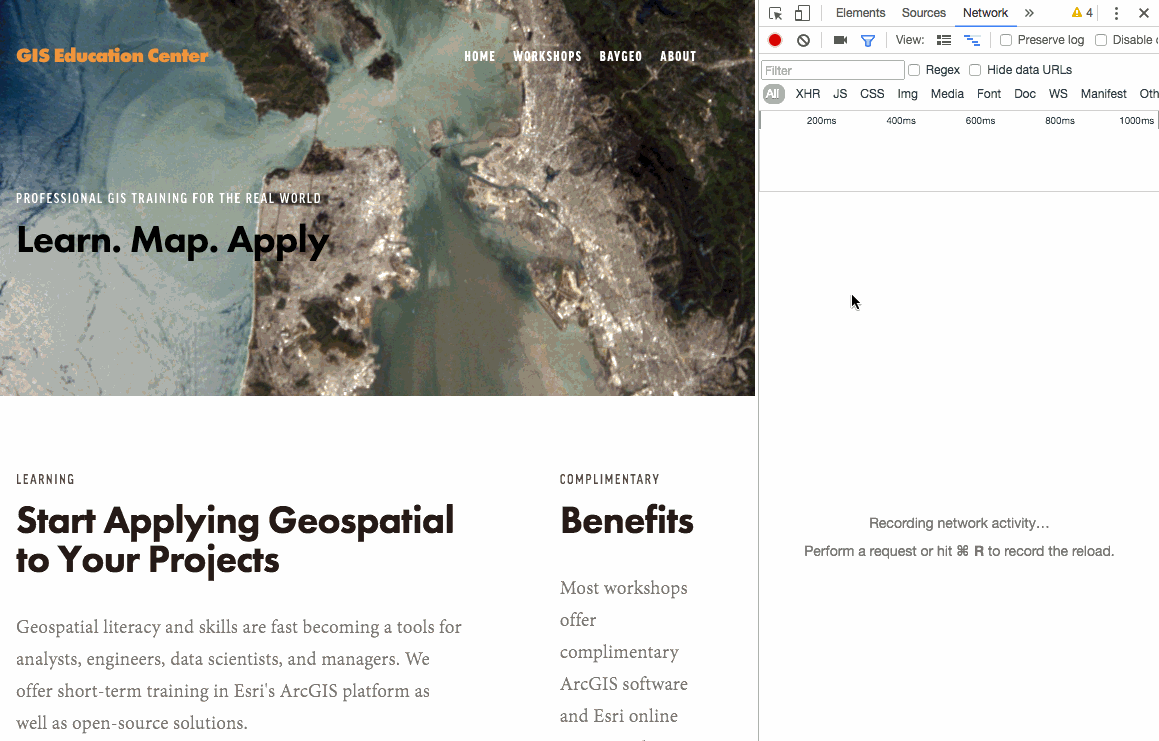 GIS Education Center
HOME WORKSHOPS BAYGEO ABOUT
PROFESSIONAL GIS TRAINING FOR THE REAL WORLD
Learn. Map. Apply
LEARNING
Start Applying Geospatial
to Your Projects
Geospatial literacy and skills are fast becoming a tools for
analysts, engineers, data scientists, and managers. We
offer short-term training in Esri's ArcGIS platform as
well as open-source solutions.
COMPLIMENTARY
Benefits
Most workshops
offer
complimentary
ArcGIS software
and Esri online
Elements Sources Network » 4
View: Preserve log Disable c
Filter Regex Hide data URLs
All XHR JS CSS Img Media Font Doc WS Manifest Oth
200ms 400ms 600ms 800ms 1000ms
Recording network activity…
Perform a request or hit ⌘ R to record the reload.